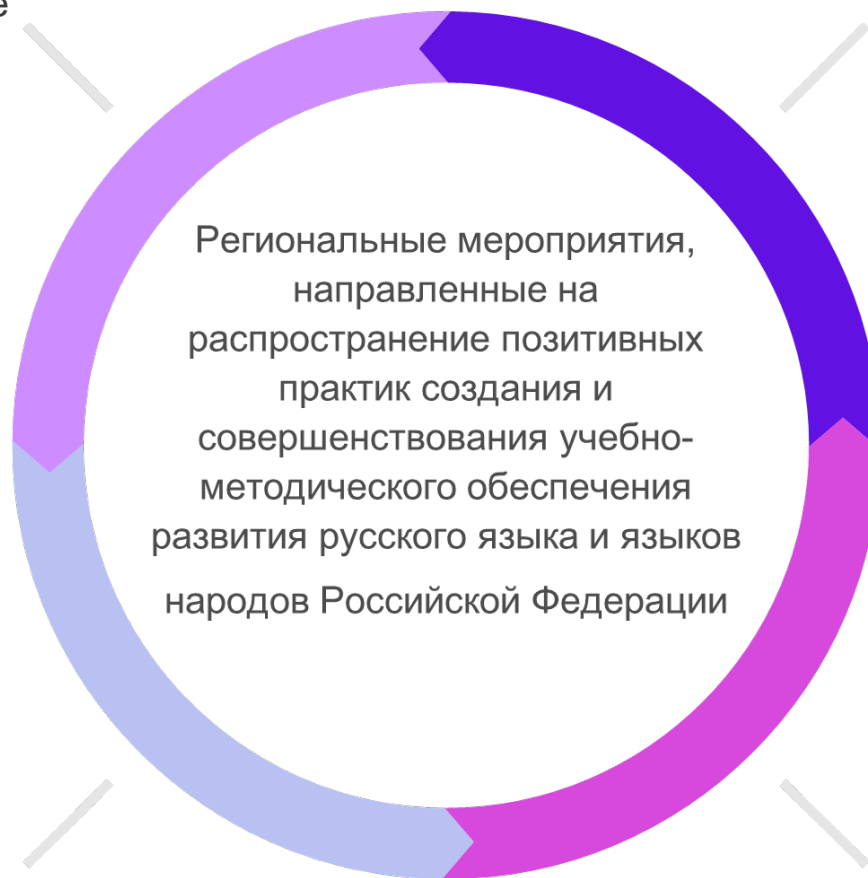 е
Региональные мероприятия,
направленные на
распространение позитивных
практик создания и
совершенствования учебно-
методического обеспечения
развития русского языка и языков
народов Российской Федерации